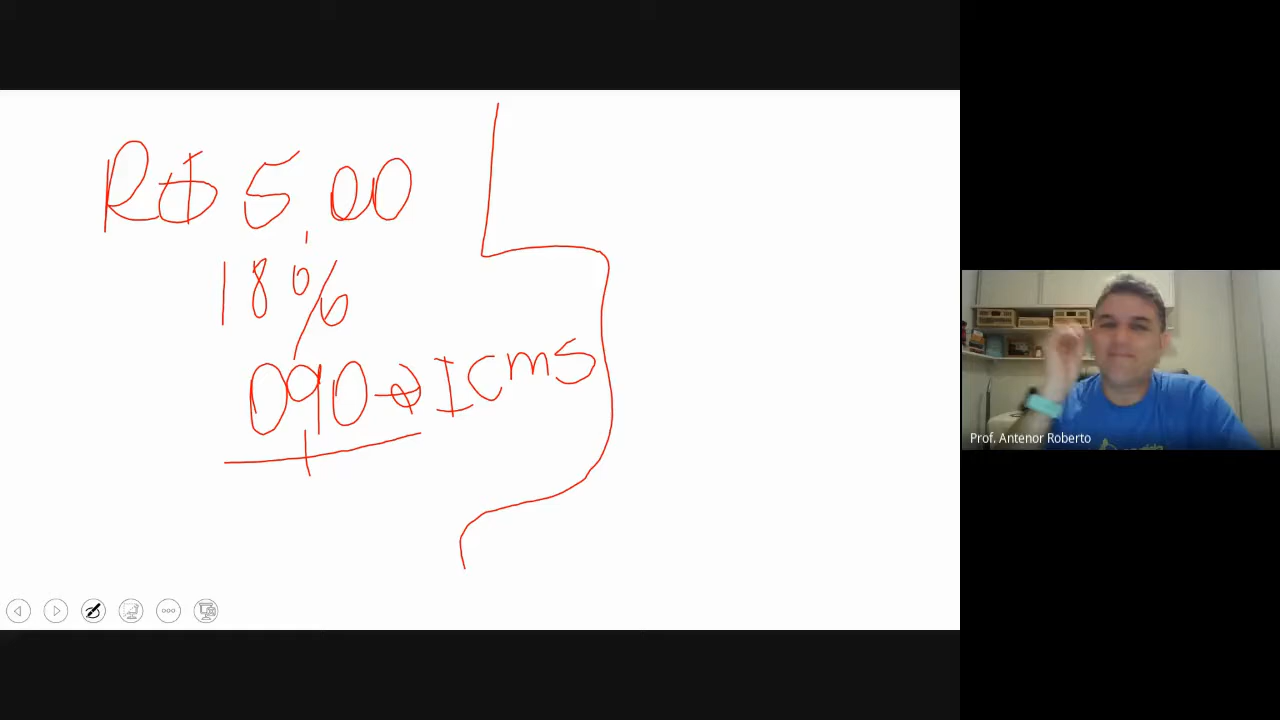 R$ 5,00
18%
0,90 → ICMS
Prof. Antenor Roberto